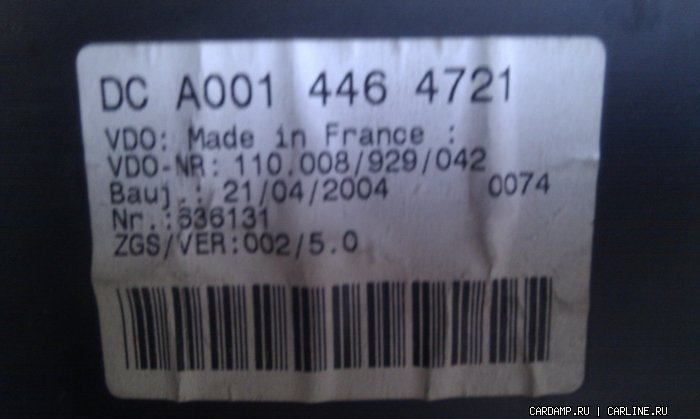 DC A001 446 4721
VDO: Made in France :
VDO-NR: 110.008/929/042
Bauj.: 21/04/2004 0074
Nr.:636131
ZGS/VER:002/5.0
CARDAMP.RU | CARLINE.RU